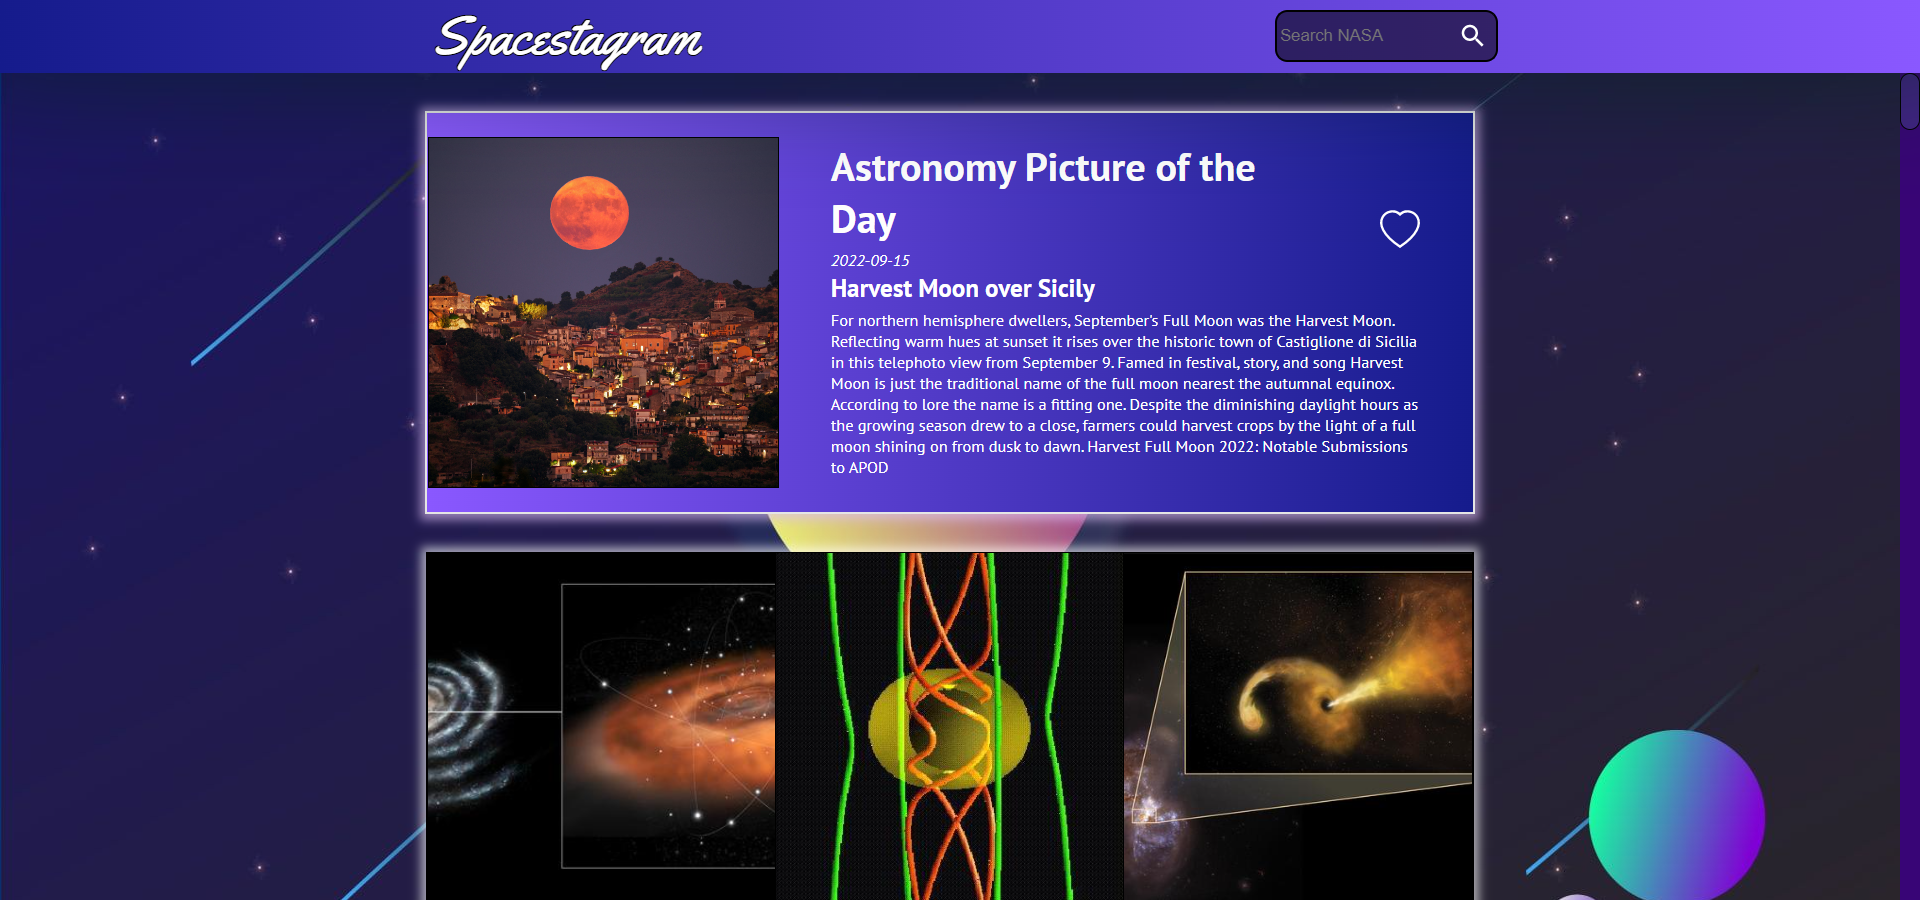 Spacestagram
Search NASA
Astronomy Picture of the
Day
2022-09-15
Harvest Moon over Sicily
For northern hemisphere dwellers, September's Full Moon was the Harvest Moon.
Reflecting warm hues at sunset it rises over the historic town of Castiglione di Sicilia
in this telephoto view from September 9. Famed in festival, story, and song Harvest
Moon is just the traditional name of the full moon nearest the autumnal equinox.
According to lore the name is a fitting one. Despite the diminishing daylight hours as
the growing season drew to a close, farmers could harvest crops by the light of a full
moon shining on from dusk to dawn. Harvest Full Moon 2022: Notable Submissions
to APOD